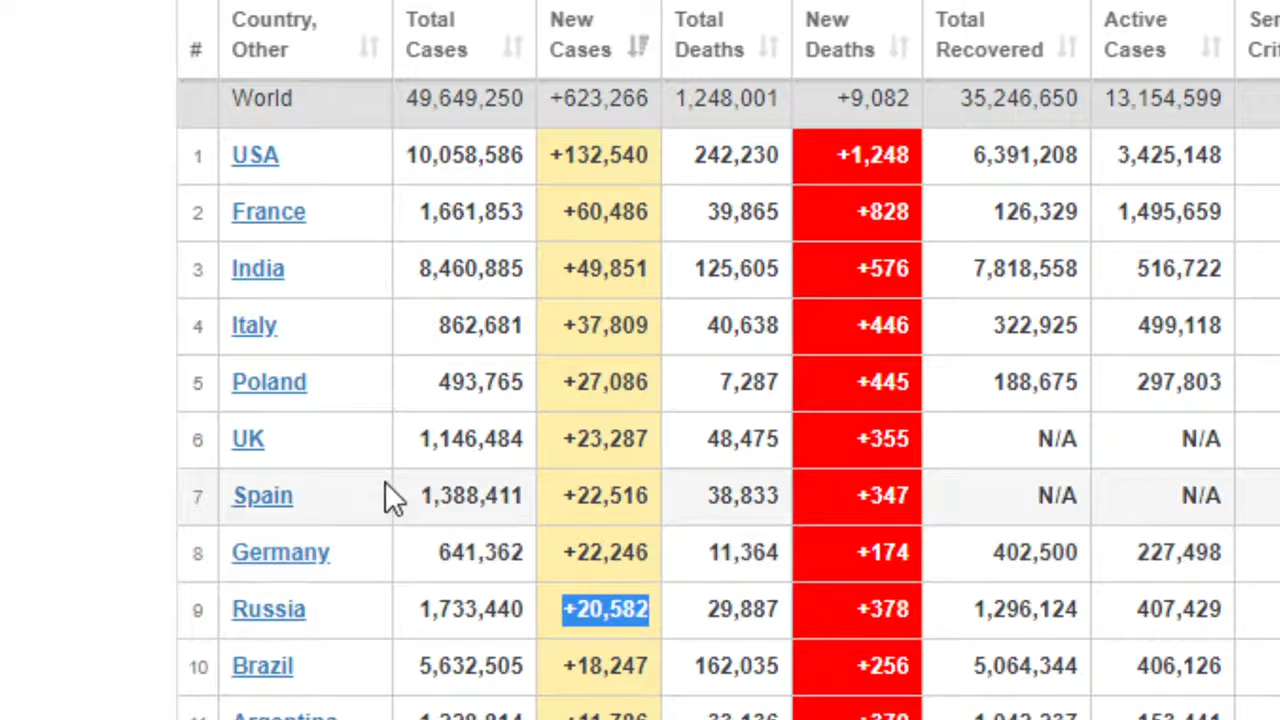 # Country, Other Total Cases New Cases Total Deaths New Deaths Total Recovered Active Cases
World 49,649,250 +623,266 1,248,001 +9,082 35,246,650 13,154,599
1 USA 10,058,586 +132,540 242,230 +1,248 6,391,208 3,425,148
2 France 1,661,853 +60,486 39,865 +828 126,329 1,495,659
3 India 8,460,885 +49,851 125,605 +576 7,818,558 516,722
4 Italy 862,681 +37,809 40,638 +446 322,925 499,118
5 Poland 493,765 +27,086 7,287 +445 188,675 297,803
6 UK 1,146,484 +23,287 48,475 +355 N/A N/A
7 Spain 1,388,411 +22,516 38,833 +347 N/A N/A
8 Germany 641,362 +22,246 11,364 +174 402,500 227,498
9 Russia 1,733,440 +20,582 29,887 +378 1,296,124 407,429
10 Brazil 5,632,505 +18,247 162,035 +256 5,064,344 406,126
Argentina